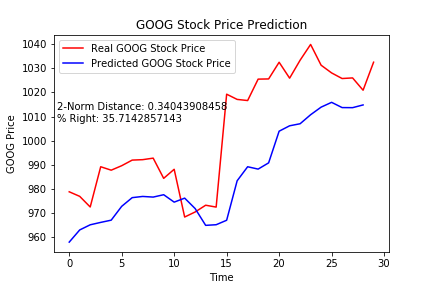 GOOG Stock Price Prediction
Real GOOG Stock Price
Predicted GOOG Stock Price
2-Norm Distance: 0.34043908458
% Right: 35.7142857143
GOOG Price
1040
1030
1020
1010
1000
990
980
970
960
0
5
10
15
20
25
30
Time